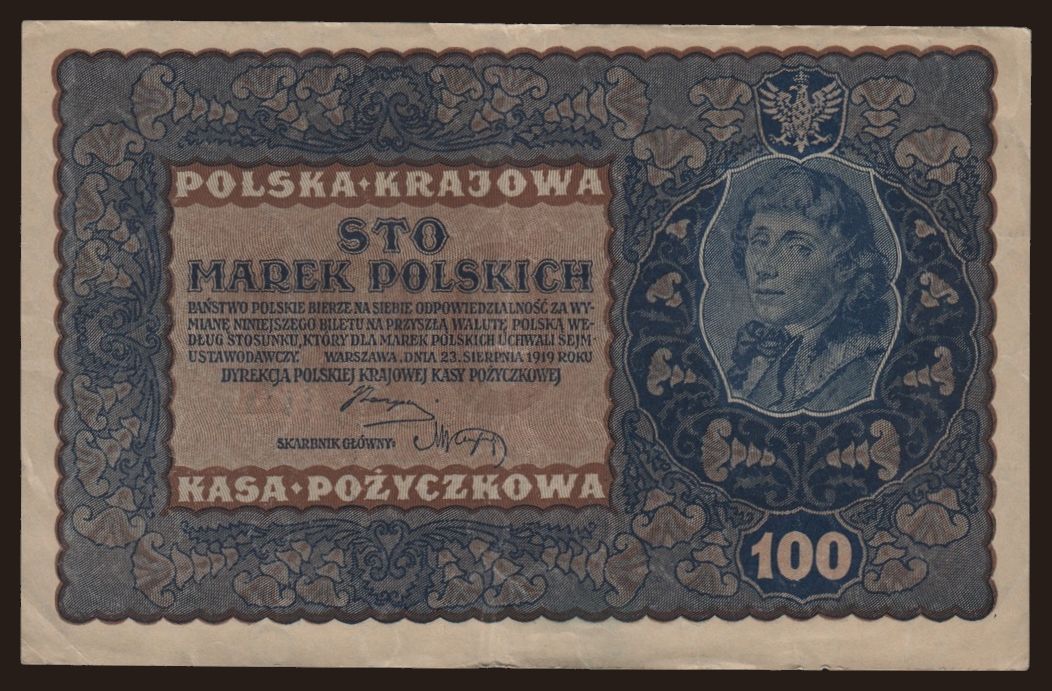 POLSKA KRAJOWA
STO
MAREK POLSKICH
PAŃSTWO POLSKIE BIERZE NA SIEBIE ODPOWIEDZIALNOŚĆ ZA WY-
MIANĘ NINIEJSZEGO BILETU NA PRZYSZŁĄ WALUTĘ POLSKĄ WE-
DŁUG STOSUNKU, KTÓRY DLA MAREK POLSKICH UCHWALI SEJM-
USTAWODAWCZY. WARSZAWA, DNIA 23. SIERPNIA 1919 ROKU
DYREKCJA POLSKIEJ KRAJOWEJ KASY POŻYCZKOWEJ
SKARBNIK GŁÓWNY:
KASA POŻYCZKOWA
100